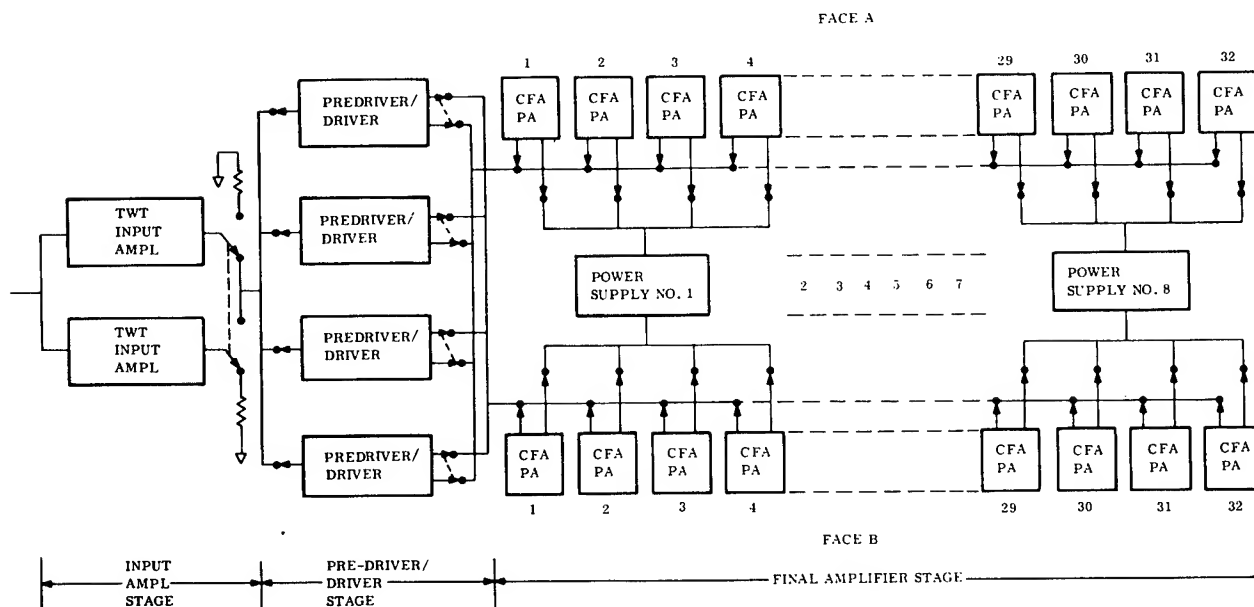 FACE A
1 2 3 4 29 30 31 32
CFA PA
CFA PA
CFA PA
CFA PA
CFA PA
CFA PA
CFA PA
CFA PA
PREDRIVER/
DRIVER
PREDRIVER/
DRIVER
PREDRIVER/
DRIVER
PREDRIVER/
DRIVER
TWT
INPUT
AMPL
TWT
INPUT
AMPL
POWER
SUPPLY NO. 1
2 3 4 5 6 7
POWER
SUPPLY NO. 8
CFA PA
CFA PA
CFA PA
CFA PA
CFA PA
CFA PA
CFA PA
CFA PA
1 2 3 4 29 30 31 32
FACE B
INPUT
AMPL
STAGE
PRE-DRIVER/
DRIVER
STAGE
FINAL AMPLIFIER STAGE